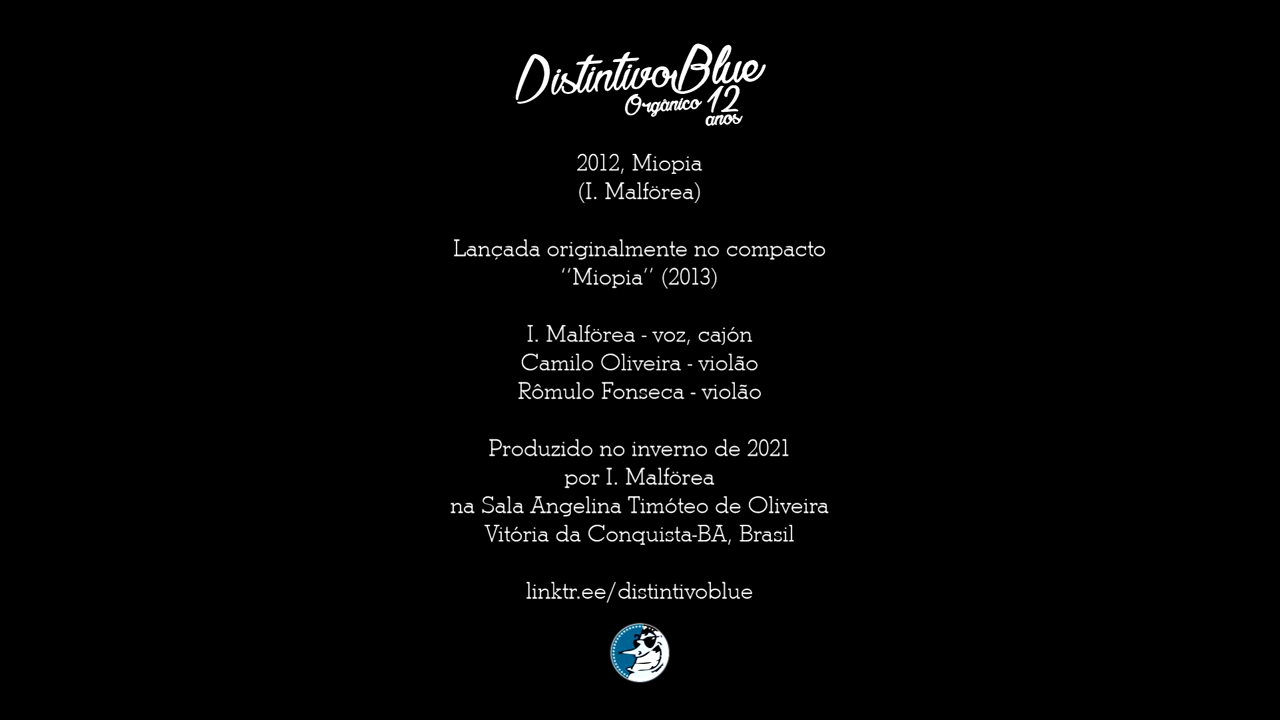 Distintivo Blue
Orgânico 12
anos
2012, Miopia
(I. Malförea)
Lançada originalmente no compacto
‘‘Miopia’’ (2013)
I. Malförea - voz, cajón
Camilo Oliveira - violão
Rômulo Fonseca - violão
Produzido no inverno de 2021
por I. Malförea
na Sala Angelina Timóteo de Oliveira
Vitória da Conquista-BA, Brasil
linktr.ee/distintivoblue